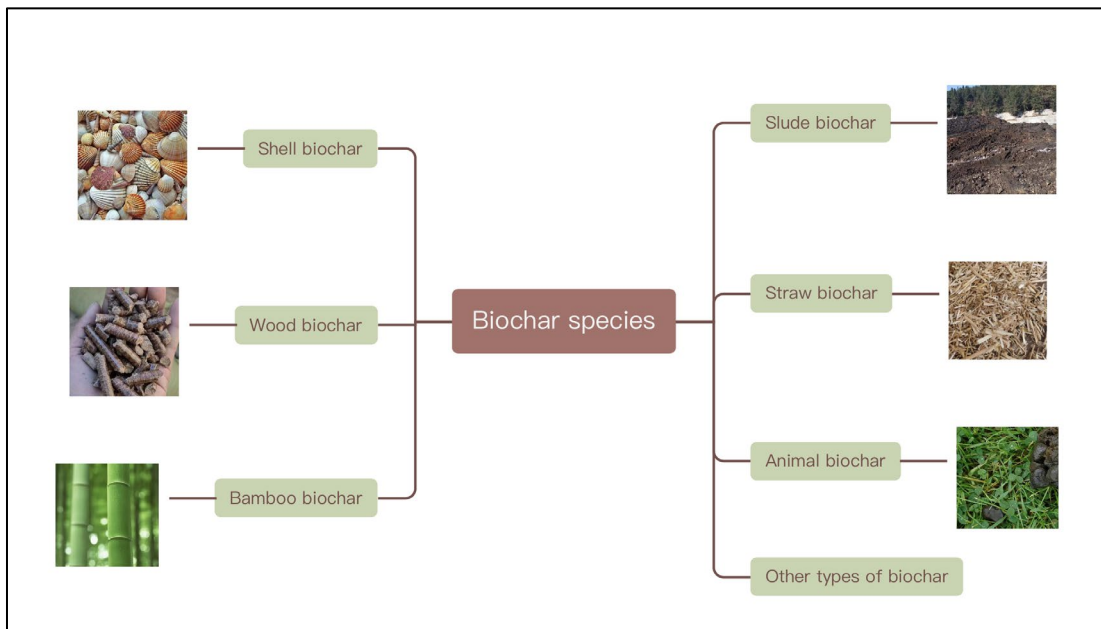 Shell biochar
Wood biochar
Bamboo biochar
Biochar species
Slude biochar
Straw biochar
Animal biochar
Other types of biochar